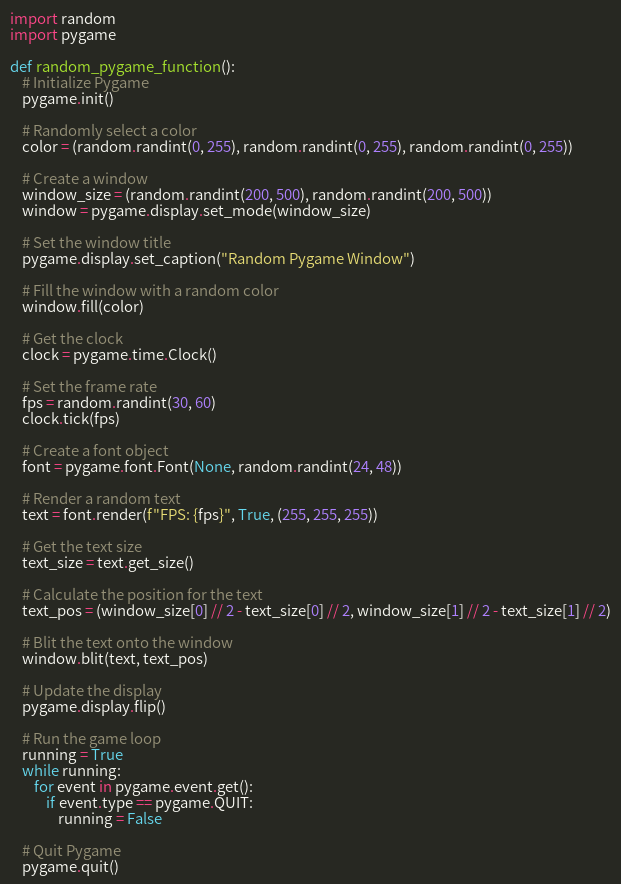 import random
import pygame

def random_pygame_function():
    # Initialize Pygame
    pygame.init()

    # Randomly select a color
    color = (random.randint(0, 255), random.randint(0, 255), random.randint(0, 255))

    # Create a window
    window_size = (random.randint(200, 500), random.randint(200, 500))
    window = pygame.display.set_mode(window_size)

    # Set the window title
    pygame.display.set_caption("Random Pygame Window")

    # Fill the window with a random color
    window.fill(color)

    # Get the clock
    clock = pygame.time.Clock()

    # Set the frame rate
    fps = random.randint(30, 60)
    clock.tick(fps)

    # Create a font object
    font = pygame.font.Font(None, random.randint(24, 48))

    # Render a random text
    text = font.render(f"FPS: {fps}", True, (255, 255, 255))

    # Get the text size
    text_size = text.get_size()

    # Calculate the position for the text
    text_pos = (window_size[0] // 2 - text_size[0] // 2, window_size[1] // 2 - text_size[1] // 2)

    # Blit the text onto the window
    window.blit(text, text_pos)

    # Update the display
    pygame.display.flip()

    # Run the game loop
    running = True
    while running:
        for event in pygame.event.get():
            if event.type == pygame.QUIT:
                running = False

    # Quit Pygame
    pygame.quit()